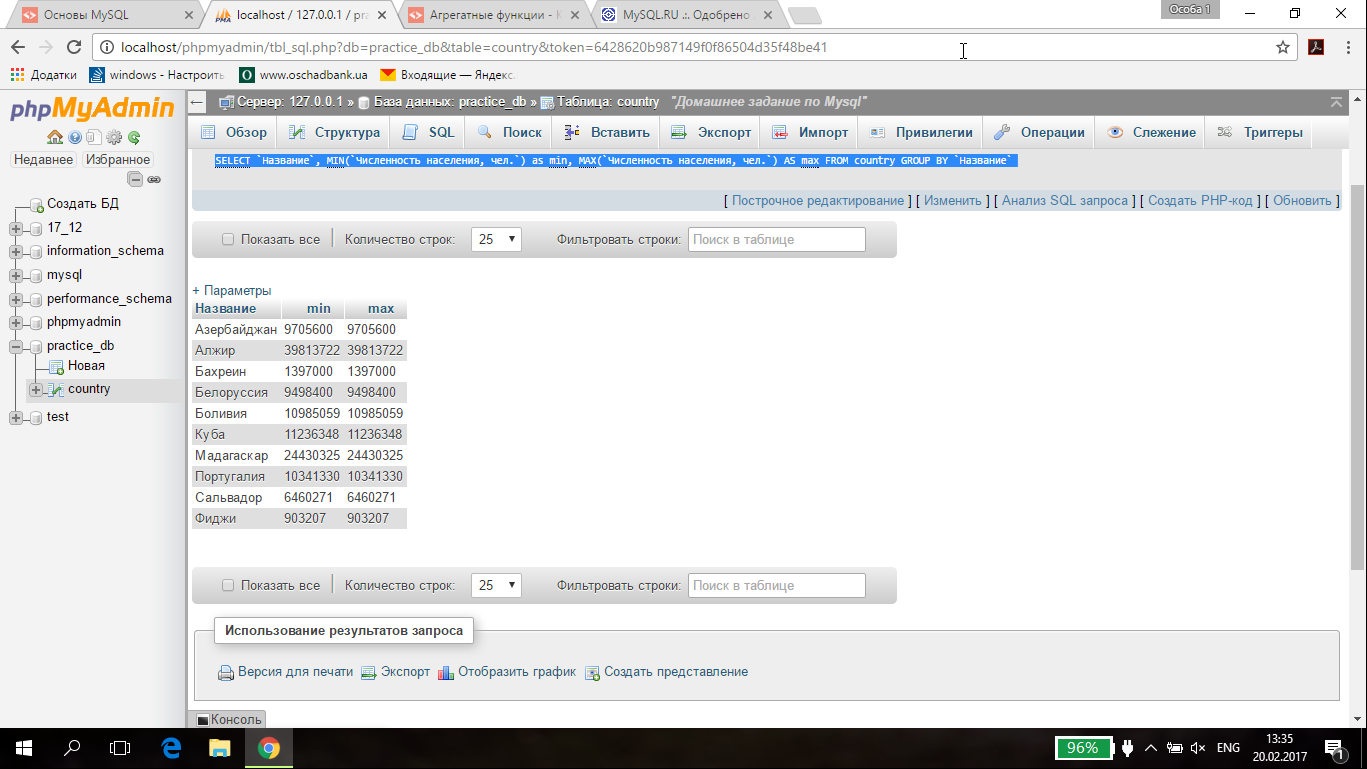 Основы MySQL
localhost / 127.0.0.1 / pra
Агрегатные функции - К
MySQL.RU .:. Одобрено
Особа 1
localhost/phpmyadmin/tbl_sql.php?db=practice_db&table=country&token=6428620b987149f0f86504d35f48be41
Додатки
windows - Настроить
www.oschadbank.ua
Входящие — Яндекс.
phpMyAdmin
Недавнее Избранное
Создать БД
17_12
information_schema
mysql
performance_schema
phpmyadmin
practice_db
Новая
country
test
Сервер: 127.0.0.1 » База данных: practice_db » Таблица: country "Домашнее задание по Mysql"
Обзор Структура SQL Поиск Вставить Экспорт Импорт Привилегии Операции Слежение Триггеры
SELECT `Название`, MIN(`Численность населения, чел.`) as min, MAX(`Численность населения, чел.`) AS max FROM country GROUP BY `Название`
[ Построчное редактирование ] [ Изменить ] [ Анализ SQL запроса ] [ Создать PHP-код ] [ Обновить ]
Показать все Количество строк: 25 Фильтровать строки: Поиск в таблице
+ Параметры
Название min max
Азербайджан 9705600 9705600
Алжир 39813722 39813722
Бахреин 1397000 1397000
Белоруссия 9498400 9498400
Боливия 10985059 10985059
Куба 11236348 11236348
Мадагаскар 24430325 24430325
Португалия 10341330 10341330
Сальвадор 6460271 6460271
Фиджи 903207 903207
Показать все Количество строк: 25 Фильтровать строки: Поиск в таблице
Использование результатов запроса
Версия для печати Экспорт Отобразить график Создать представление
Консоль
96%
ENG
13:35
20.02.2017
1